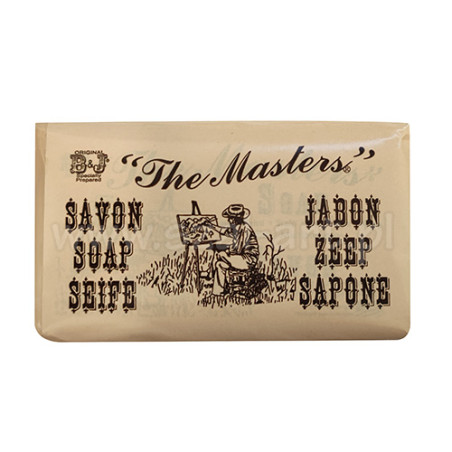 ORIGINAL
B&J
Specially
Prepared
"The Masters®"
SAVON
SOAP
SEIFE
JABON
ZEEP
SAPONE